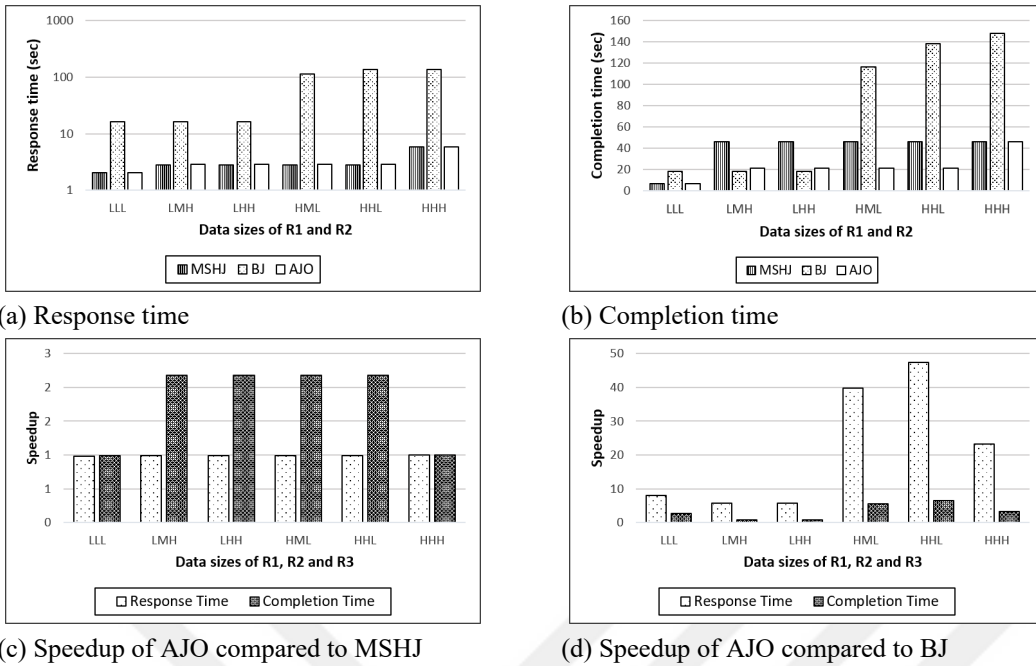 1000
100
10
1
Response time (sec)
LLL LMH LHH HML HHL HHH
Data sizes of R1 and R2
MSHJ BJ AJO
(a) Response time
160
140
120
100
80
60
40
20
0
Completion time (sec)
LLL LMH LHH HML HHL HHH
Data sizes of R1 and R2
MSHJ BJ AJO
(b) Completion time
3
2
2
1
1
0
Speedup
LLL LMH LHH HML HHL HHH
Data sizes of R1, R2 and R3
Response Time Completion Time
(c) Speedup of AJO compared to MSHJ
50
40
30
20
10
0
Speedup
LLL LMH LHH HML HHL HHH
Data sizes of R1, R2 and R3
Response Time Completion Time
(d) Speedup of AJO compared to BJ